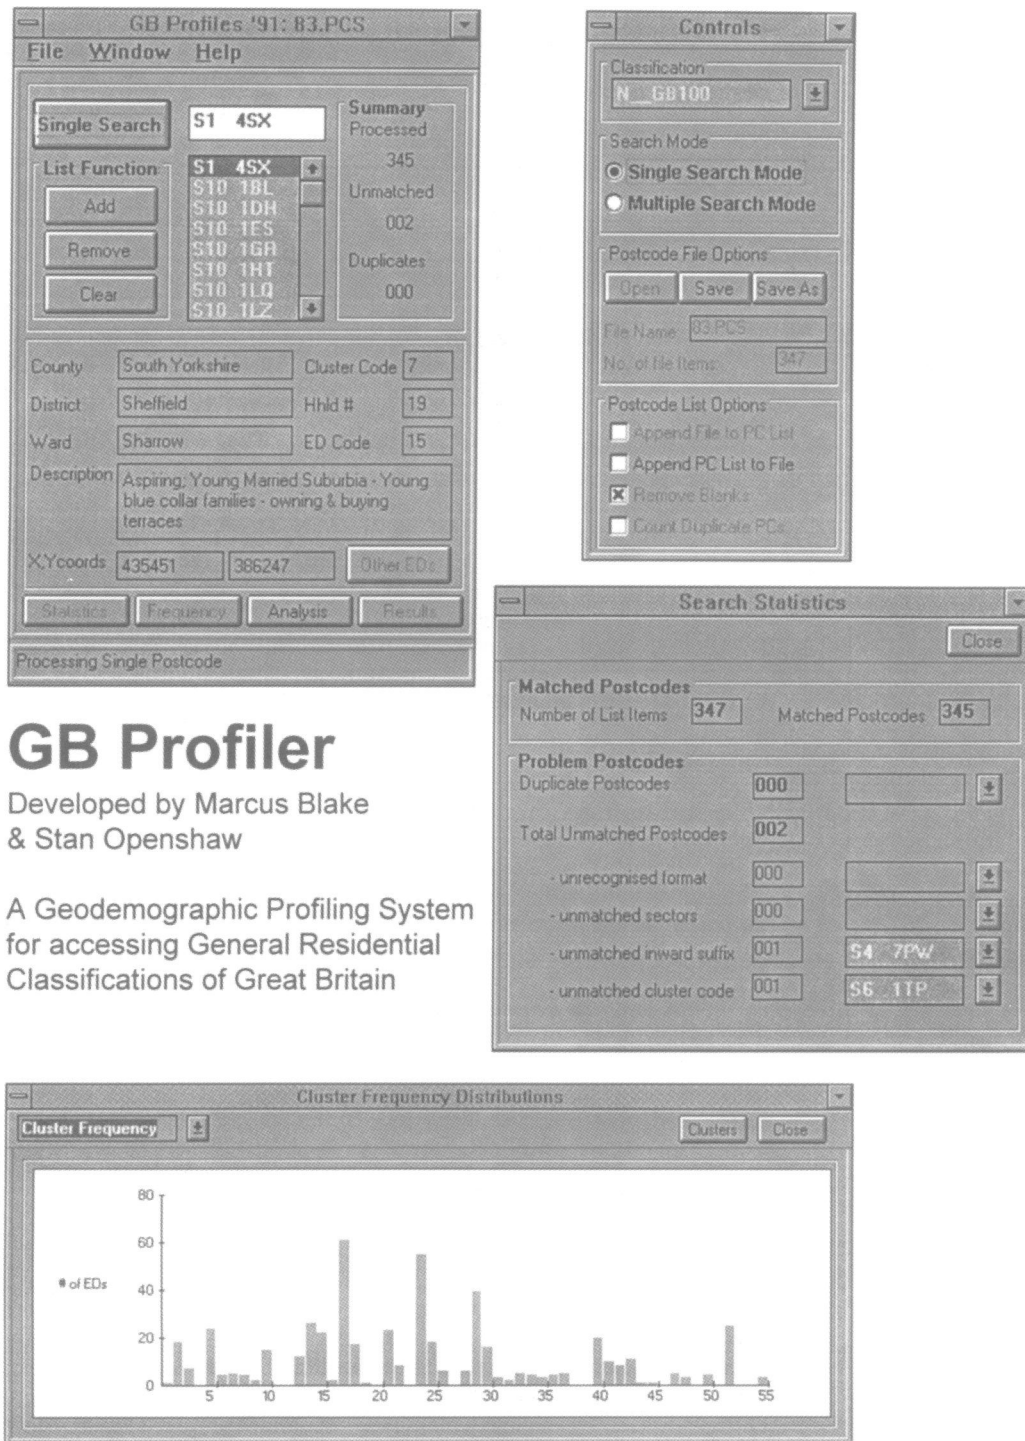 GB Profiles '91: 83.PCS
File Window Help
Single Search
S1 4SX
Summary
Processed
345
Unmatched
002
Duplicates
000
List Function
Add
Remove
Clear
S1 4SX
S10 1BL
S10 1DH
S10 1ES
S10 1GA
S10 1HT
S10 1LQ
S10 1LZ
County South Yorkshire Cluster Code 7
District Sheffield Hhld # 19
Ward Sharrow ED Code 15
Description Aspiring; Young Married Suburbia - Young
blue collar families - owning & buying
terraces
X,Ycoords 435451 386247 Other EDs
Statistics Frequency Analysis Results
Processing Single Postcode
Controls
Classification
N__GB100
Search Mode
Single Search Mode
Multiple Search Mode
Postcode File Options
Open Save Save As
File Name 83.PCS
No. of file Items: 347
Postcode List Options
Append File to PC List
Append PC List to File
Remove Blanks
Count Duplicate PCs
Search Statistics
Close
Matched Postcodes
Number of List Items 347 Matched Postcodes 345
Problem Postcodes
Duplicate Postcodes 000
Total Unmatched Postcodes 002
- unrecognised format 000
- unmatched sectors 000
- unmatched inward suffix 001 S4 7PW
- unmatched cluster code 001 S6 1TP
GB Profiler
Developed by Marcus Blake
& Stan Openshaw
A Geodemographic Profiling System
for accessing General Residential
Classifications of Great Britain
Cluster Frequency Distributions
Cluster Frequency Clusters Close
80
60
# of EDs
40
20
0
5 10 15 20 25 30 35 40 45 50 55